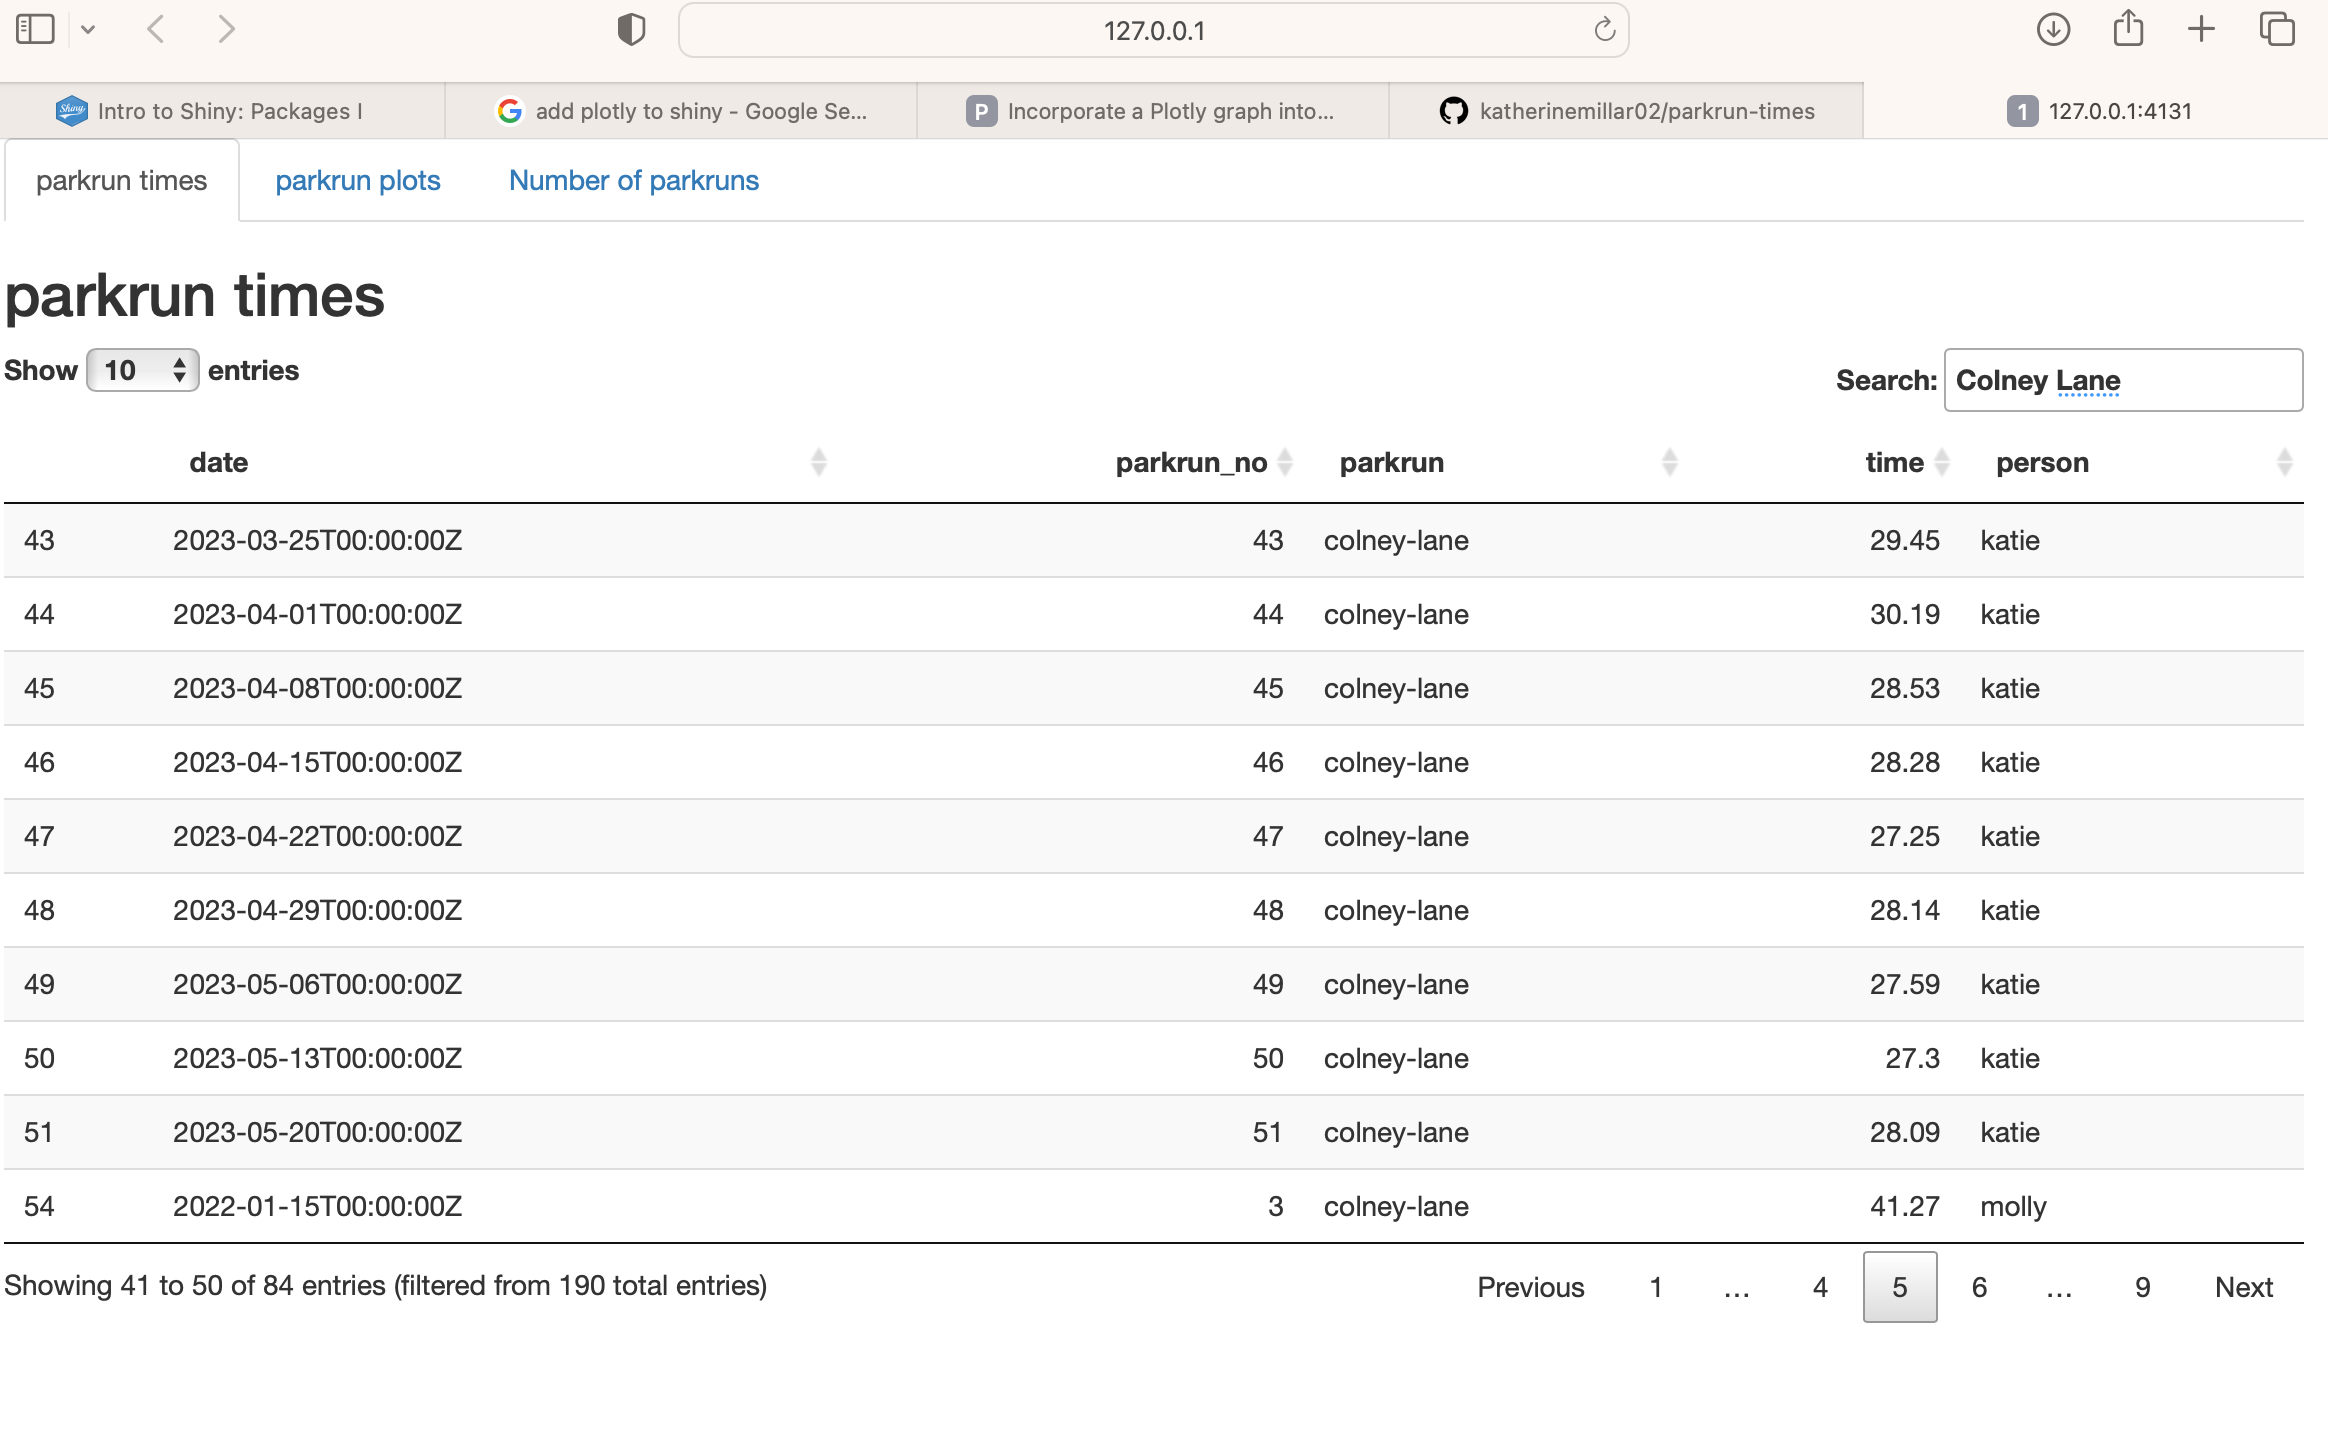 127.0.0.1
Intro to Shiny: Packages I
add plotly to shiny - Google Se...
P Incorporate a Plotly graph into...
katherinemillar02/parkrun-times
1 127.0.0.1:4131
parkrun times parkrun plots Number of parkruns
parkrun times
Show 10 entries
Search: Colney Lane
date parkrun_no parkrun time person
43 2023-03-25T00:00:00Z 43 colney-lane 29.45 katie
44 2023-04-01T00:00:00Z 44 colney-lane 30.19 katie
45 2023-04-08T00:00:00Z 45 colney-lane 28.53 katie
46 2023-04-15T00:00:00Z 46 colney-lane 28.28 katie
47 2023-04-22T00:00:00Z 47 colney-lane 27.25 katie
48 2023-04-29T00:00:00Z 48 colney-lane 28.14 katie
49 2023-05-06T00:00:00Z 49 colney-lane 27.59 katie
50 2023-05-13T00:00:00Z 50 colney-lane 27.3 katie
51 2023-05-20T00:00:00Z 51 colney-lane 28.09 katie
54 2022-01-15T00:00:00Z 3 colney-lane 41.27 molly
Showing 41 to 50 of 84 entries (filtered from 190 total entries)
Previous 1 ... 4 5 6 ... 9 Next